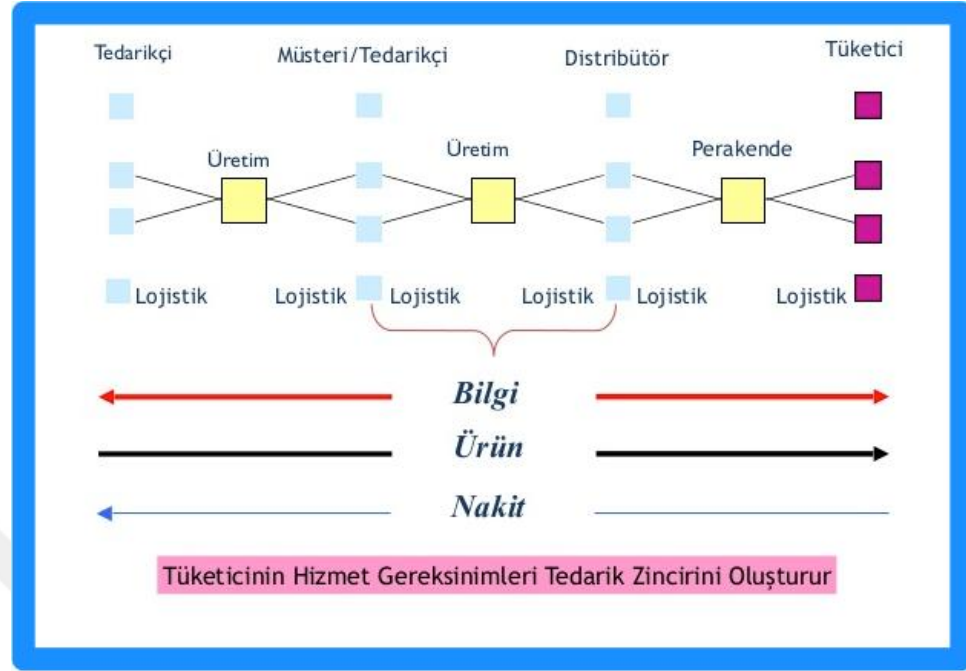 Tedarikçi Müsteri/Tedarikçi Distribütör Tüketici
Üretim Üretim Perakende
Lojistik Lojistik Lojistik Lojistik Lojistik Lojistik
Bilgi
Ürün
Nakit
Tüketicinin Hizmet Gereksinimleri Tedarik Zincirini Oluşturur